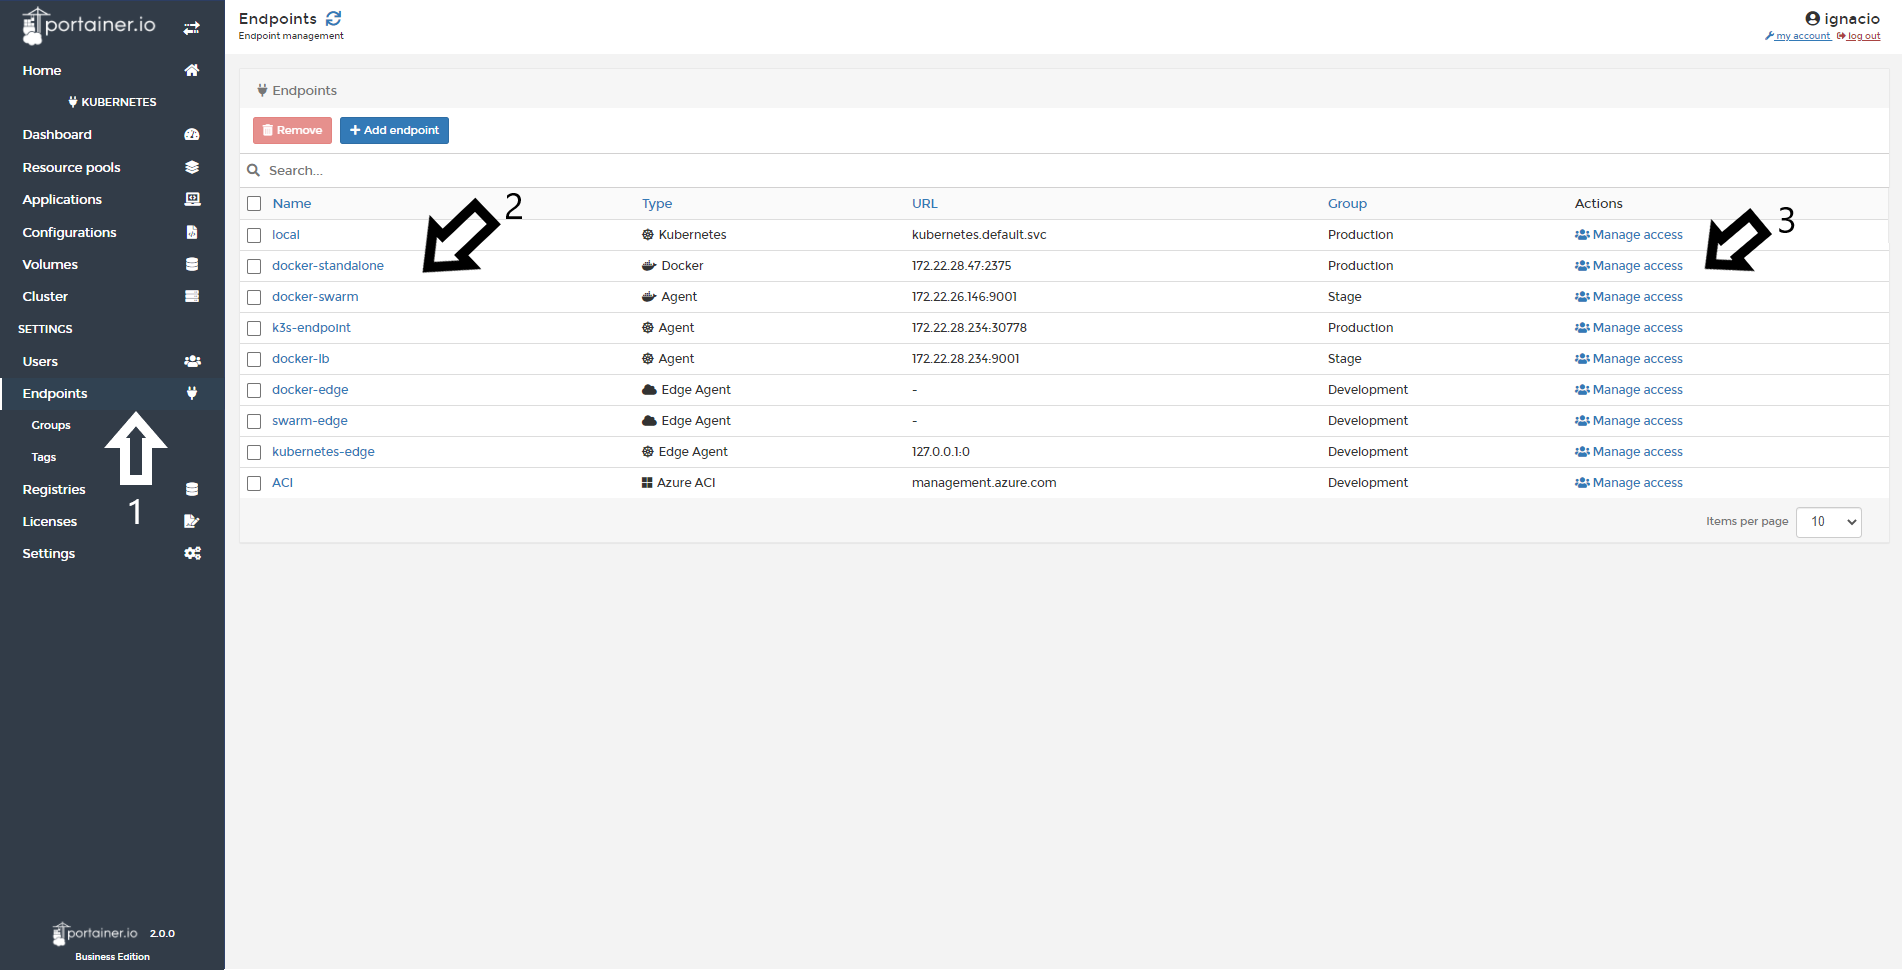 portainer.io
Home
KUBERNETES
Dashboard
Resource pools
Applications
Configurations
Volumes
Cluster
SETTINGS
Users
Endpoints
Groups
Tags
1
Registries
Licenses
Settings
portainer.io 2.0.0
Business Edition
Endpoints
Endpoint management
ignacio
my account log out
Endpoints
Remove Add endpoint
Search...
Name Type URL Group Actions
2
3
local Kubernetes kubernetes.default.svc Production Manage access
docker-standalone Docker 172.22.28.47:2375 Production Manage access
docker-swarm Agent 172.22.26.146:9001 Stage Manage access
k3s-endpoint Agent 172.22.28.234:30778 Production Manage access
docker-lb Agent 172.22.28.234:9001 Stage Manage access
docker-edge Edge Agent - Development Manage access
swarm-edge Edge Agent - Development Manage access
kubernetes-edge Edge Agent 127.0.0.1:0 Development Manage access
ACI Azure ACI management.azure.com Development Manage access
Items per page 10